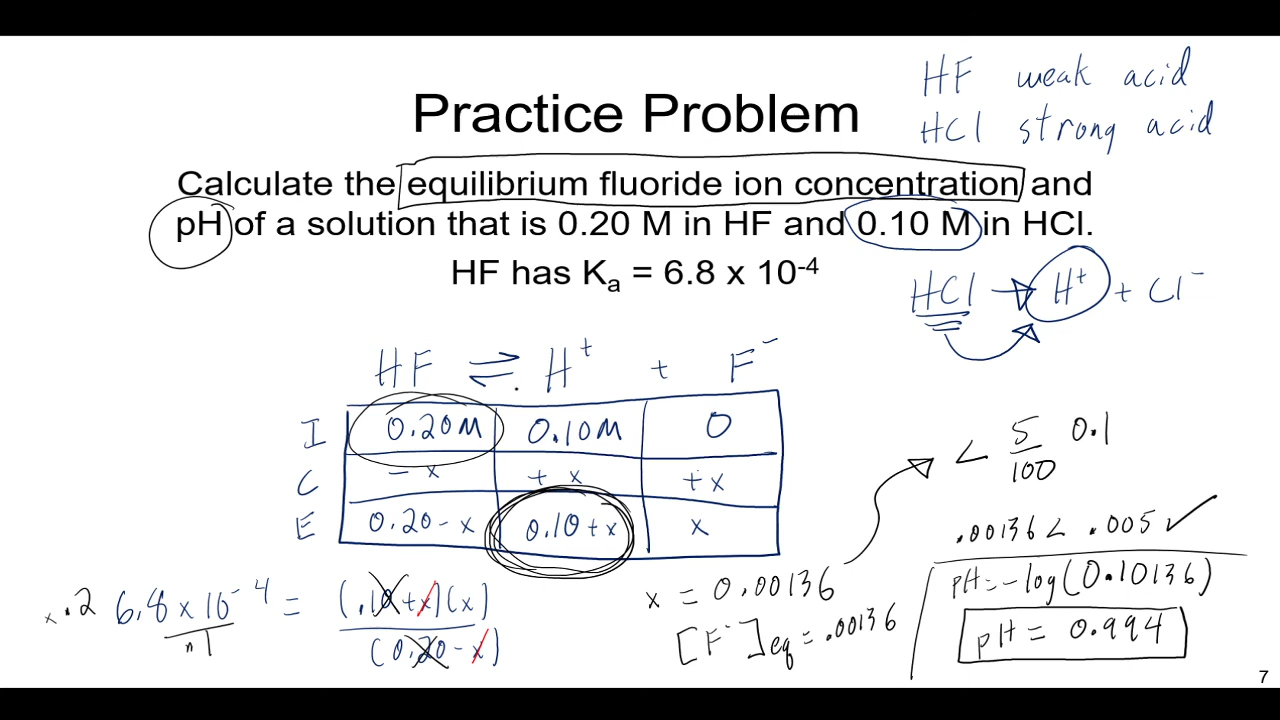 HF weak acid
HCl strong acid
Practice Problem
Calculate the equilibrium fluoride ion concentration and
pH of a solution that is 0.20 M in HF and 0.10 M in HCl.
HF has Ka = 6.8 x 10-4
HCl → H+ + Cl-
HF ⇌ H+ + F-
I 0.20M 0.10M 0
C - x + x + x
E 0.20 - x 0.10 + x x
< 5/100 0.1
.00136 < .005 ✓
x .2 6.8 x 10-4 / .1 = (.10 + x)(x) / (0.20 - x)
x = 0.00136
[F-]eq = .00136
pH = -log(0.10136)
pH = 0.994
7